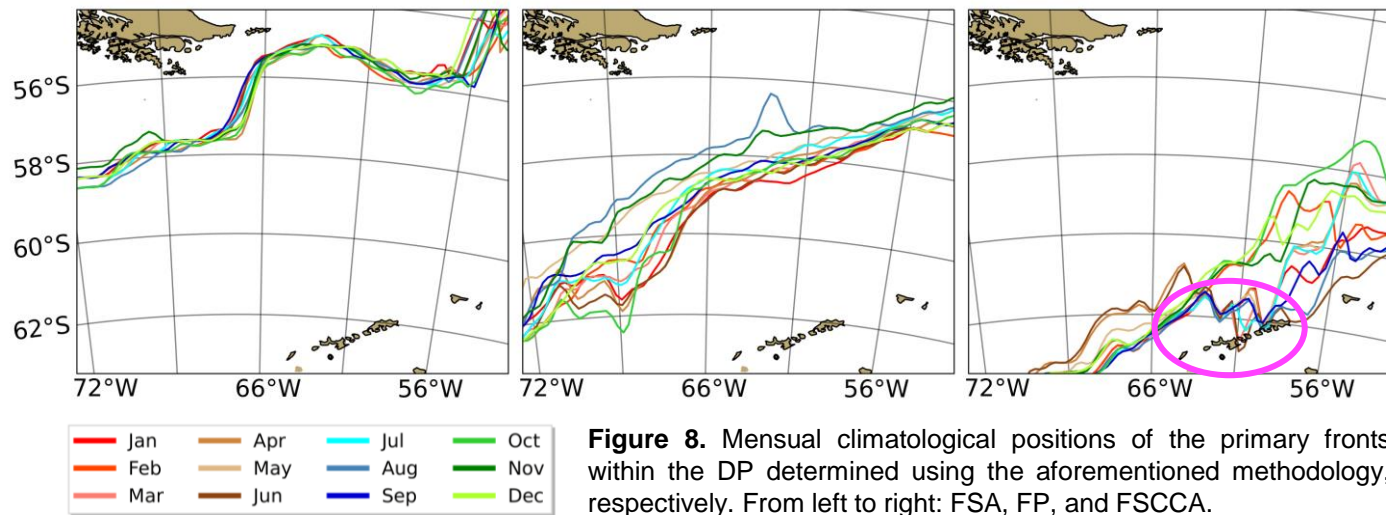 56°S
58°S
60°S
62°S
72°W 66°W 56°W 72°W 66°W 56°W 66°W 56°W
Jan Apr Jul Oct
Feb May Aug Nov
Mar Jun Sep Dec
Figure 8. Mensual climatological positions of the primary fronts
within the DP determined using the aforementioned methodology,
respectively. From left to right: FSA, FP, and FSCCA.